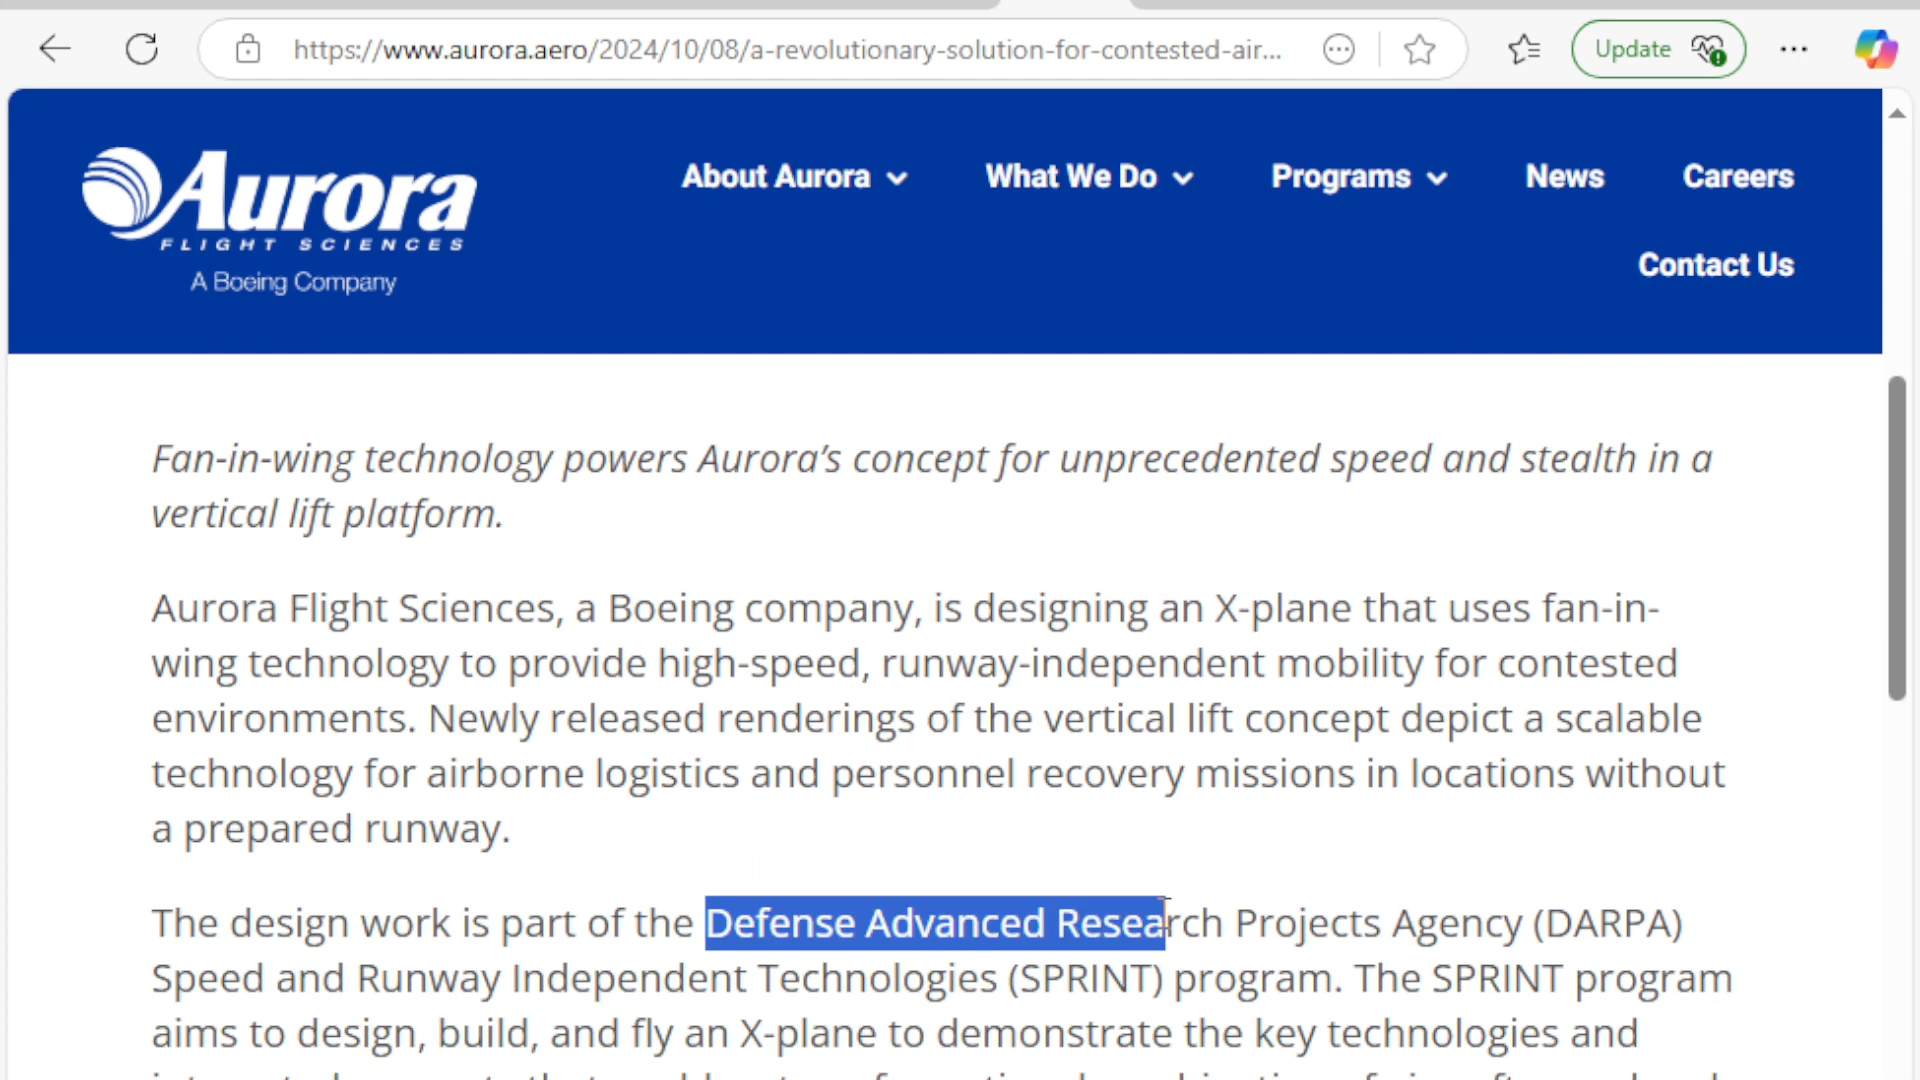 https://www.aurora.aero/2024/10/08/a-revolutionary-solution-for-contested-air...
Update
Aurora
FLIGHT SCIENCES
A Boeing Company
About Aurora
What We Do
Programs
News
Careers
Contact Us
Fan-in-wing technology powers Aurora’s concept for unprecedented speed and stealth in a
vertical lift platform.
Aurora Flight Sciences, a Boeing company, is designing an X-plane that uses fan-in-
wing technology to provide high-speed, runway-independent mobility for contested
environments. Newly released renderings of the vertical lift concept depict a scalable
technology for airborne logistics and personnel recovery missions in locations without
a prepared runway.
The design work is part of the Defense Advanced Research Projects Agency (DARPA)
Speed and Runway Independent Technologies (SPRINT) program. The SPRINT program
aims to design, build, and fly an X-plane to demonstrate the key technologies and